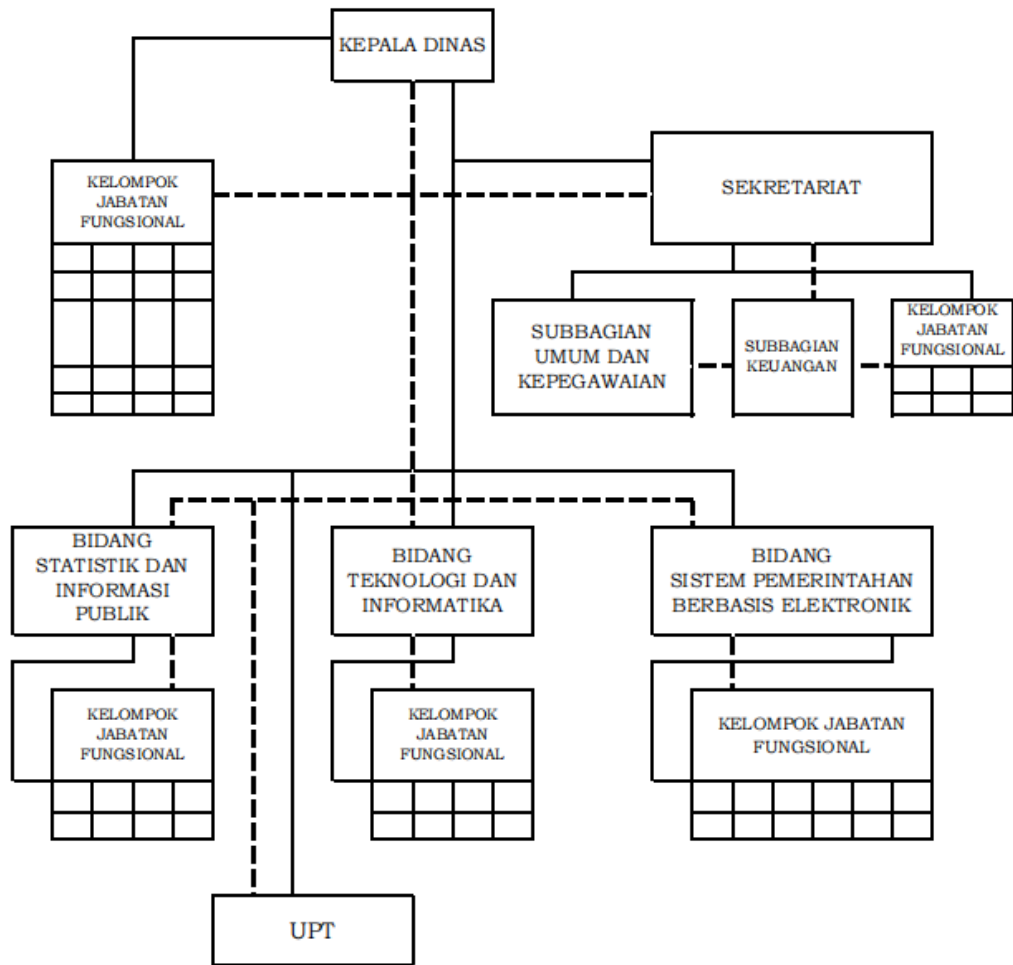 KEPALA DINAS
KELOMPOK
JABATAN
FUNGSIONAL
SEKRETARIAT
SUBBAGIAN
UMUM DAN
KEPEGAWAIAN
SUBBAGIAN
KEUANGAN
KELOMPOK
JABATAN
FUNGSIONAL
BIDANG
STATISTIK DAN
INFORMASI
PUBLIK
BIDANG
TEKNOLOGI DAN
INFORMATIKA
BIDANG
SISTEM PEMERINTAHAN
BERBASIS ELEKTRONIK
KELOMPOK
JABATAN
FUNGSIONAL
KELOMPOK
JABATAN
FUNGSIONAL
KELOMPOK JABATAN
FUNGSIONAL
UPT